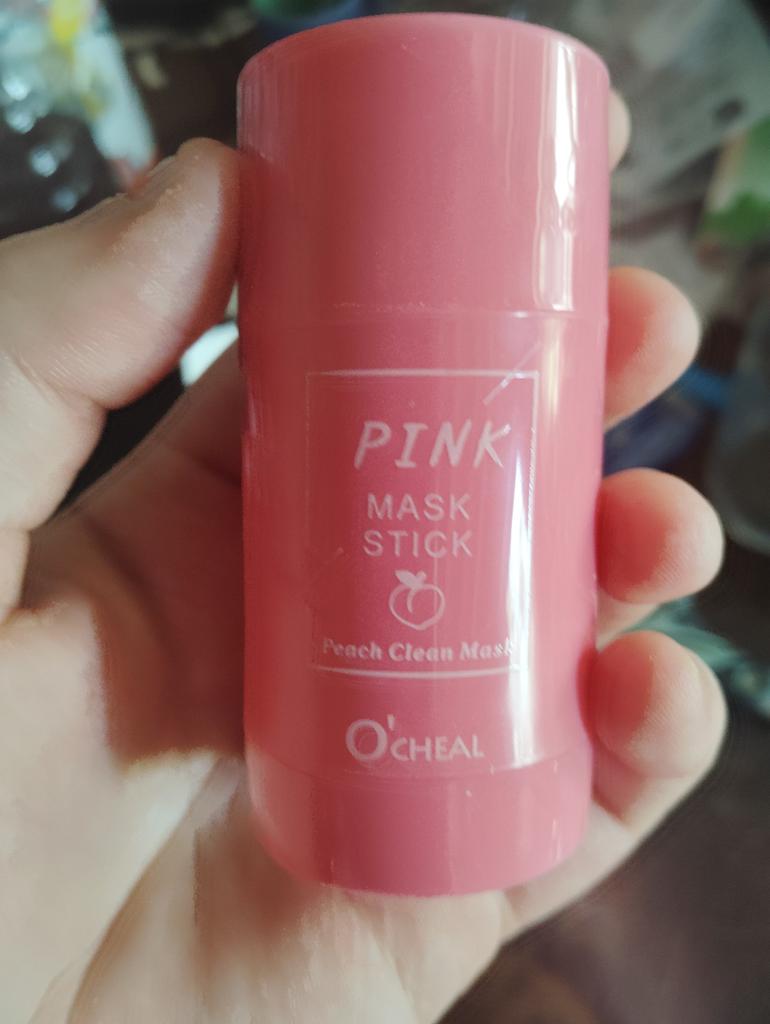 PINK
MASK
STICK
Peach Clean Mask
O'CHEAL